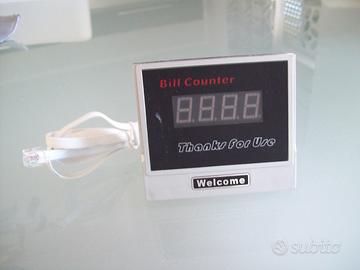 Bill Counter
8.8.8.8
Thanks for Use
Welcome
subito